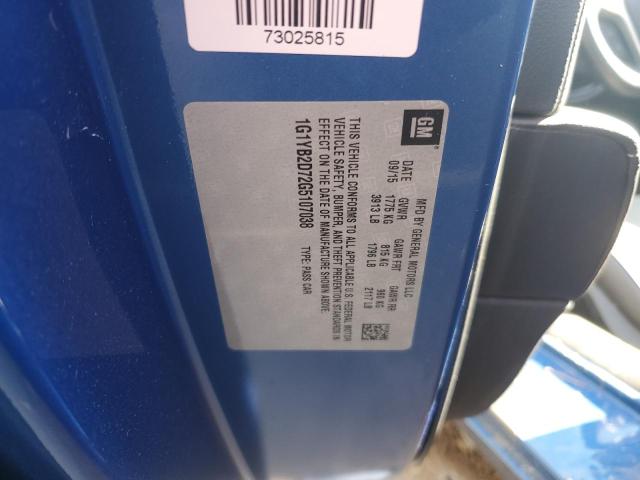 73025815
GM
MFD BY GENERAL MOTORS LLC
DATE GVWR GAWR FRT GAWR RR
09/15 1775 KG 815 KG 960 KG
3913 LB 1796 LB 2117 LB
THIS VEHICLE CONFORMS TO ALL APPLICABLE U.S. FEDERAL MOTOR
VEHICLE SAFETY, BUMPER, AND THEFT PREVENTION STANDARDS IN
EFFECT ON THE DATE OF MANUFACTURE SHOWN ABOVE.
1G1YB2D72G5107038 TYPE: PASS CAR